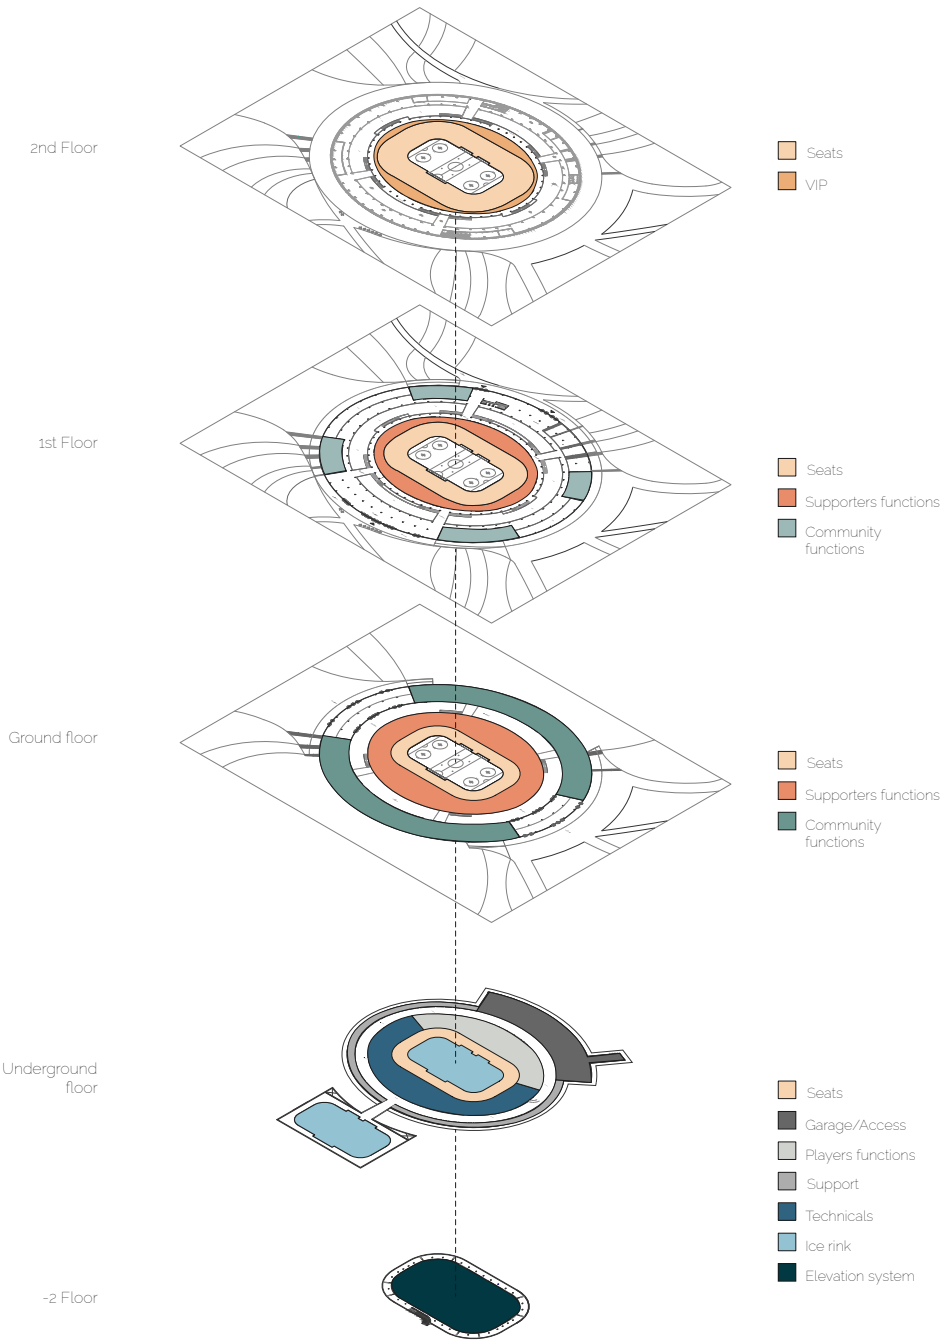 2nd Floor
Seats
VIP
1st Floor
Seats
Supporters functions
Community
functions
Ground floor
Seats
Supporters functions
Community
functions
Underground
floor
Seats
Garage/Access
Players functions
Support
Technicals
Ice rink
Elevation system
-2 Floor